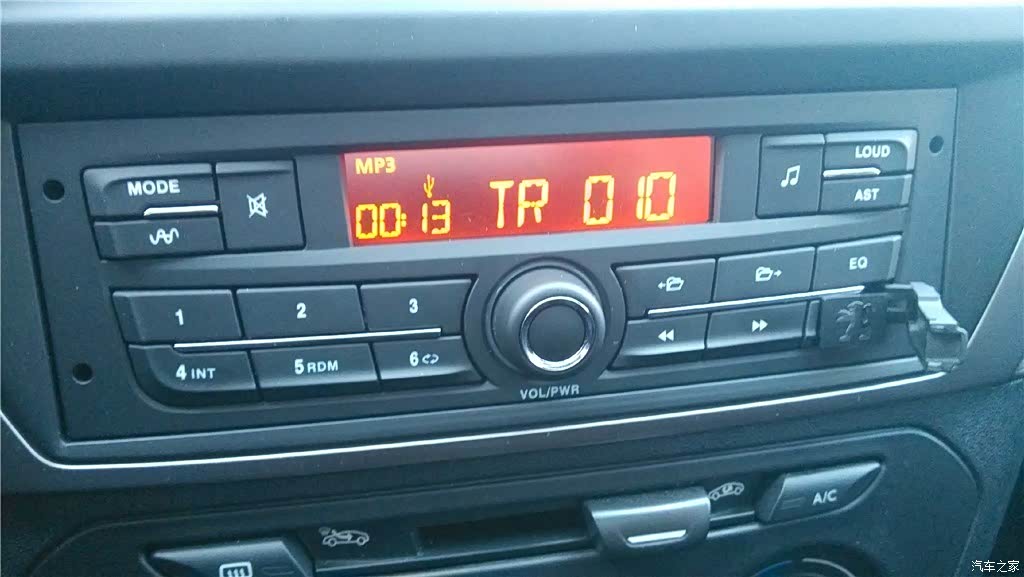 MP3
00:13 TR 010
MODE
LOUD
AST
1 2 3
4 INT 5 RDM 6
EQ
VOL/PWR
A/C
汽车之家